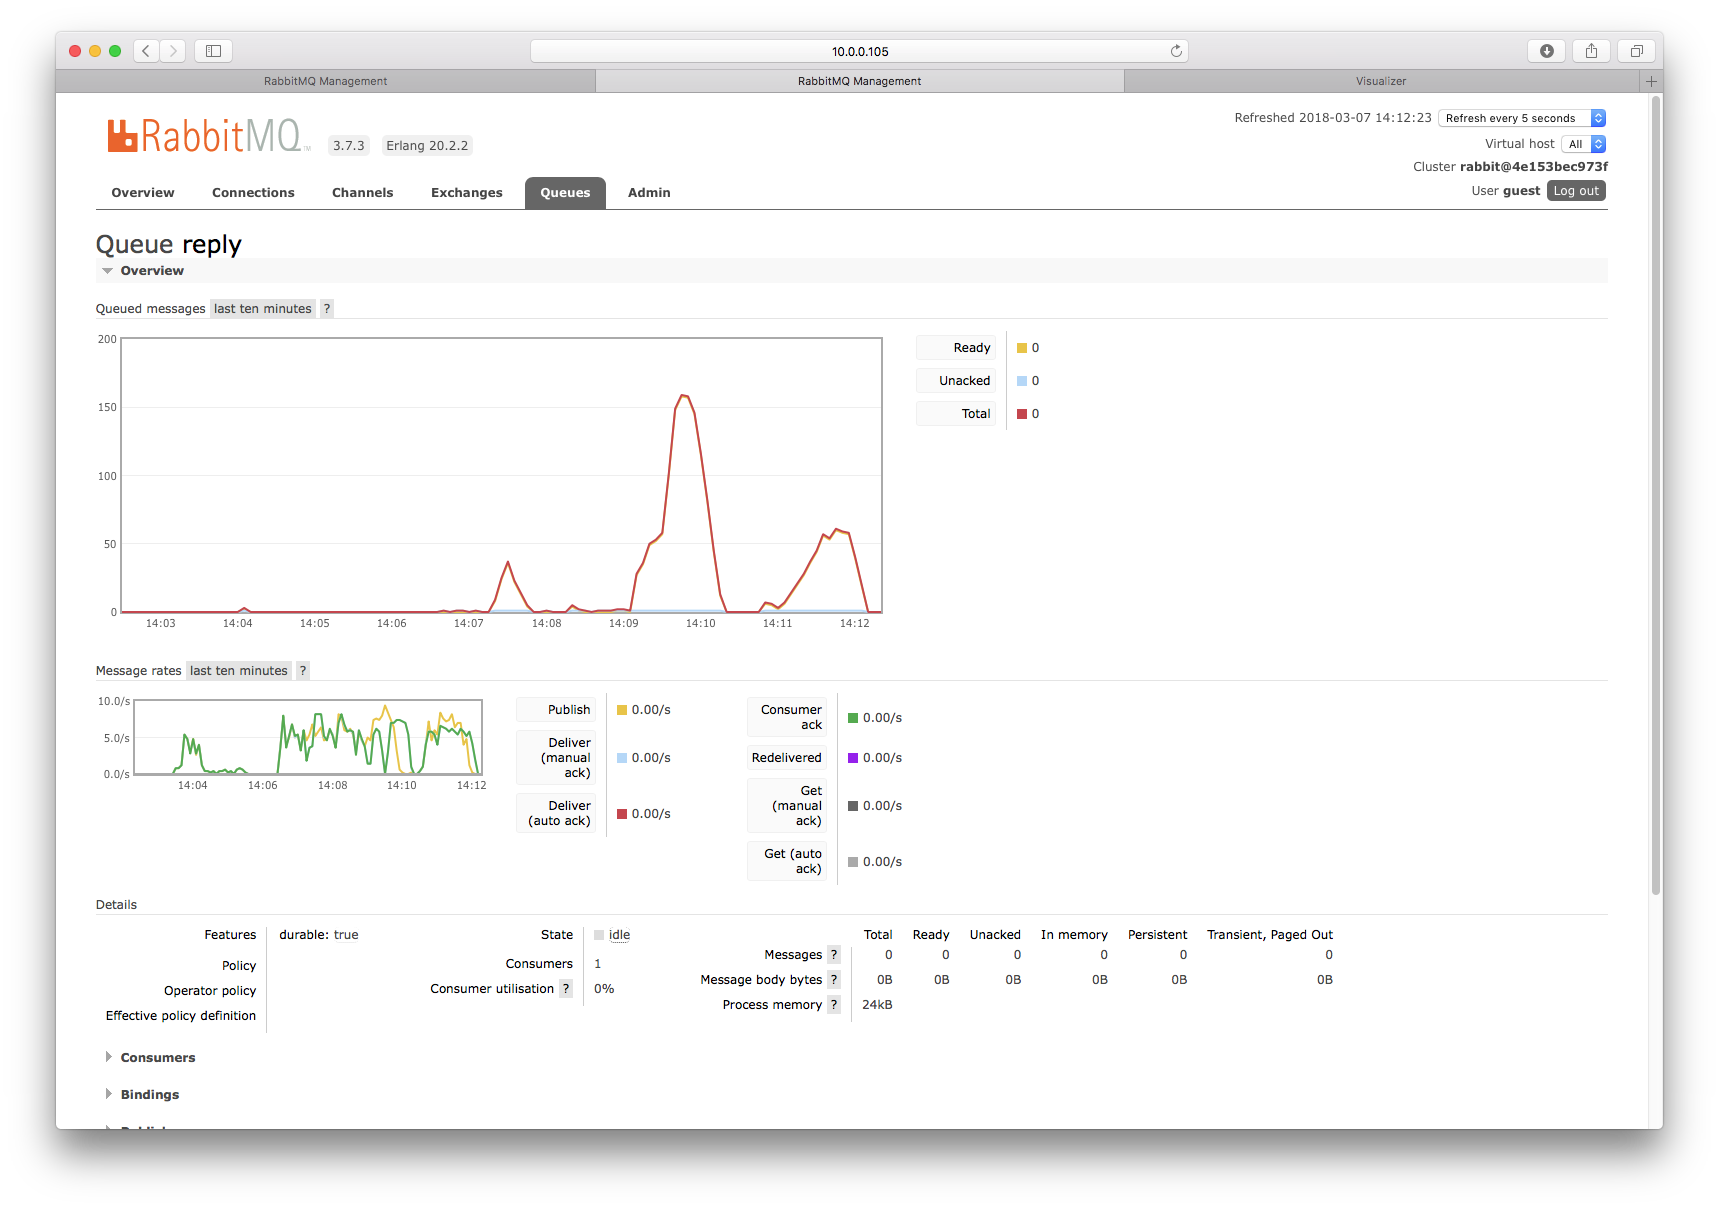 10.0.0.105
RabbitMQ Management
RabbitMQ Management
Visualizer
RabbitMQ TM
3.7.3
Erlang 20.2.2
Refreshed 2018-03-07 14:12:23 Refresh every 5 seconds
Virtual host All
Cluster rabbit@4e153bec973f
User guest Log out
Overview Connections Channels Exchanges Queues Admin
Queue reply
Overview
Queued messages last ten minutes ?
200
150
100
50
0
14:03 14:04 14:05 14:06 14:07 14:08 14:09 14:10 14:11 14:12
Ready 0
Unacked 0
Total 0
Message rates last ten minutes ?
10.0/s
5.0/s
0.0/s
14:04 14:06 14:08 14:10 14:12
Publish 0.00/s
Deliver
(manual 0.00/s
ack)
Deliver
(auto ack) 0.00/s
Consumer
ack 0.00/s
Redelivered 0.00/s
Get
(manual 0.00/s
ack)
Get (auto
ack) 0.00/s
Details
Features durable: true
Policy
Operator policy
Effective policy definition
State idle
Consumers 1
Consumer utilisation ? 0%
Total Ready Unacked In memory Persistent Transient, Paged Out
Messages ? 0 0 0 0 0 0
Message body bytes ? 0B 0B 0B 0B 0B 0B
Process memory ? 24kB
Consumers
Bindings